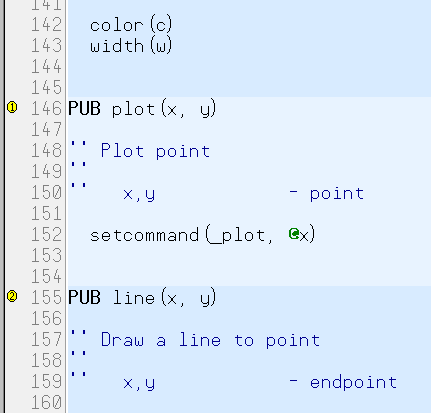 141
142 color(c)
143 width(w)
144
145
1 146 PUB plot(x, y)
147
148 '' Plot point
149 ''
150 '' x,y - point
151
152 setcommand(_plot, @x)
153
154
2 155 PUB line(x, y)
156
157 '' Draw a line to point
158 ''
159 '' x,y - endpoint
160